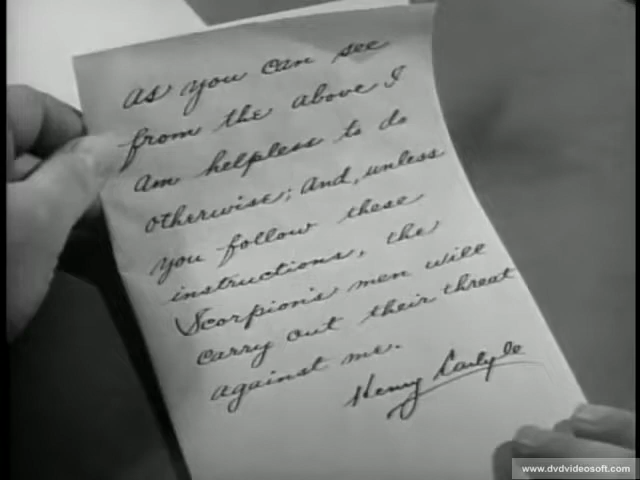 as you can see
from the above I
am helpless to do
otherwise; and, unless
you follow these
instructions, the
Scorpion's men will
carry out their threat
against me.
Henry Carlyle
www.dvdvideosoft.com